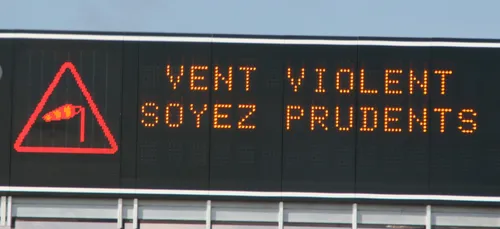 VENT VIOLENT
SOYEZ PRUDENTS